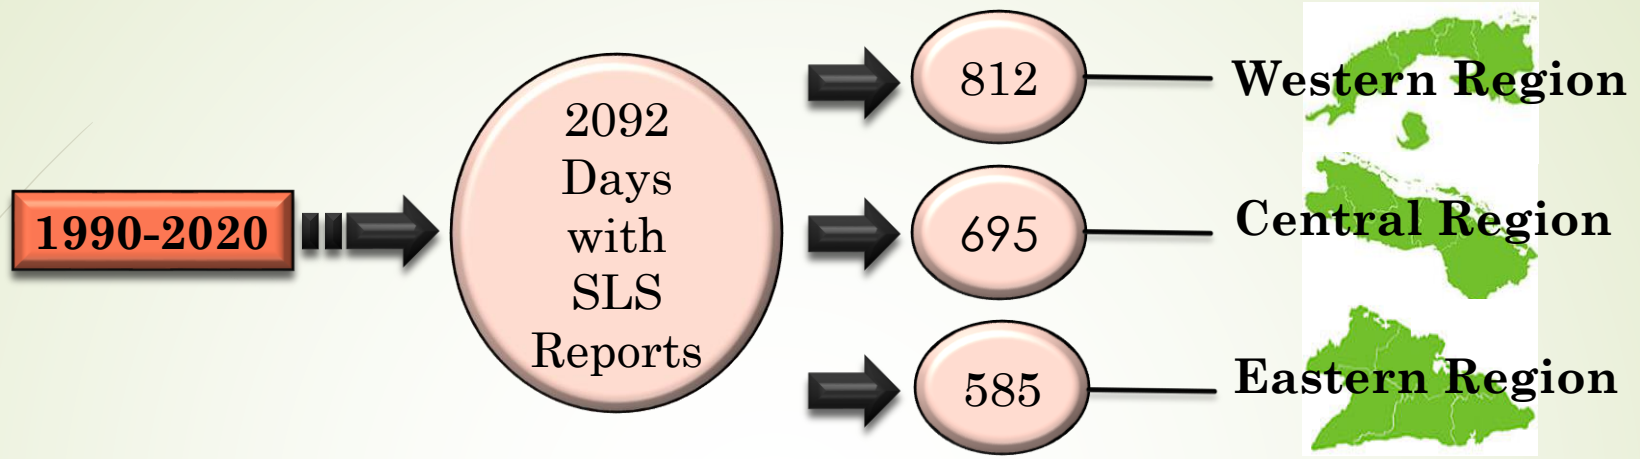 1990-2020
2092
Days
with
SLS
Reports
812
Western Region
695
Central Region
585
Eastern Region